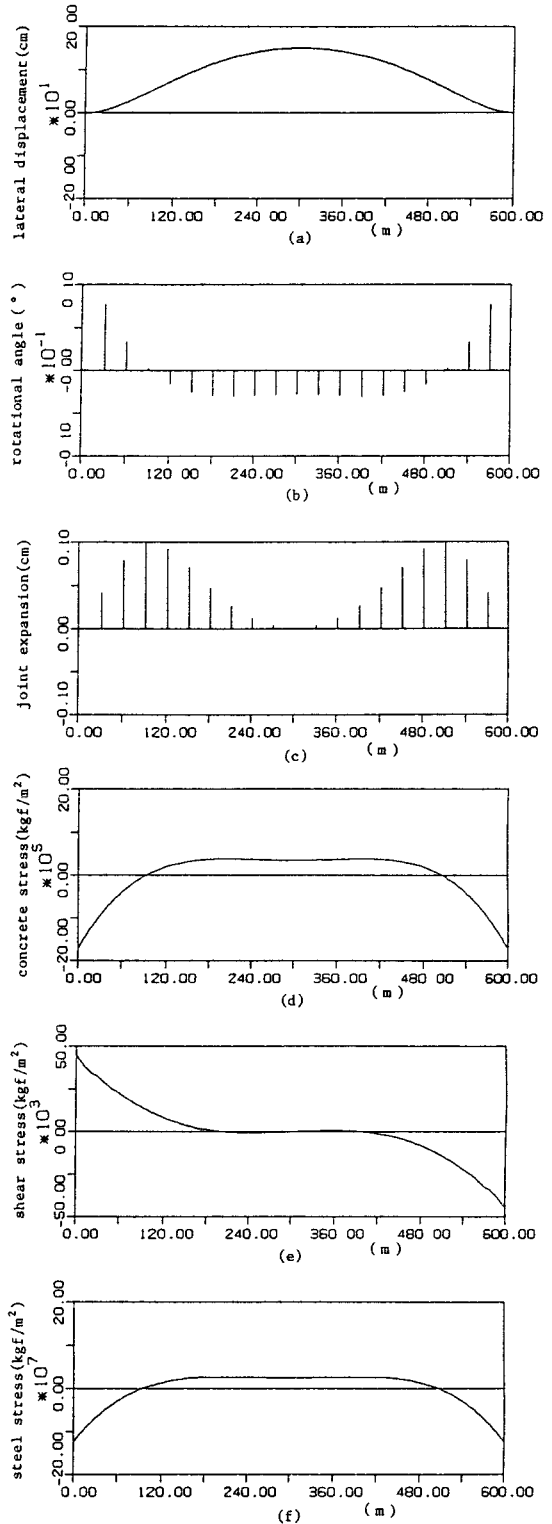 lateral displacement(cm)
*10^1
20 00
0.00
-20 00
0.00 120.00 240.00 360.00 480.00 600.00
(m)
(a)
rotational angle(°)
*10^-1
0 10
-0.00
-0.10
0.00 120.00 240.00 360.00 480.00 600.00
(m)
(b)
joint expansion(cm)
0.10
0.00
-0.10
0.00 120.00 240.00 360.00 480.00 600.00
(m)
(c)
concrete stress(kgf/m²)
*10^5
20.00
0.00
-20.00
0.00 120.00 240.00 360.00 480.00 600.00
(m)
(d)
shear stress(kgf/m²)
*10^3
50.00
0 00
-50.00
0.00 120.00 240.00 360 00 480.00 600.00
(m)
(e)
steel stress(kgf/m²)
*10^7
20 00
0.00
-20.00
0.00 120.00 240.00 360.00 480.00 600.00
(m)
(f)